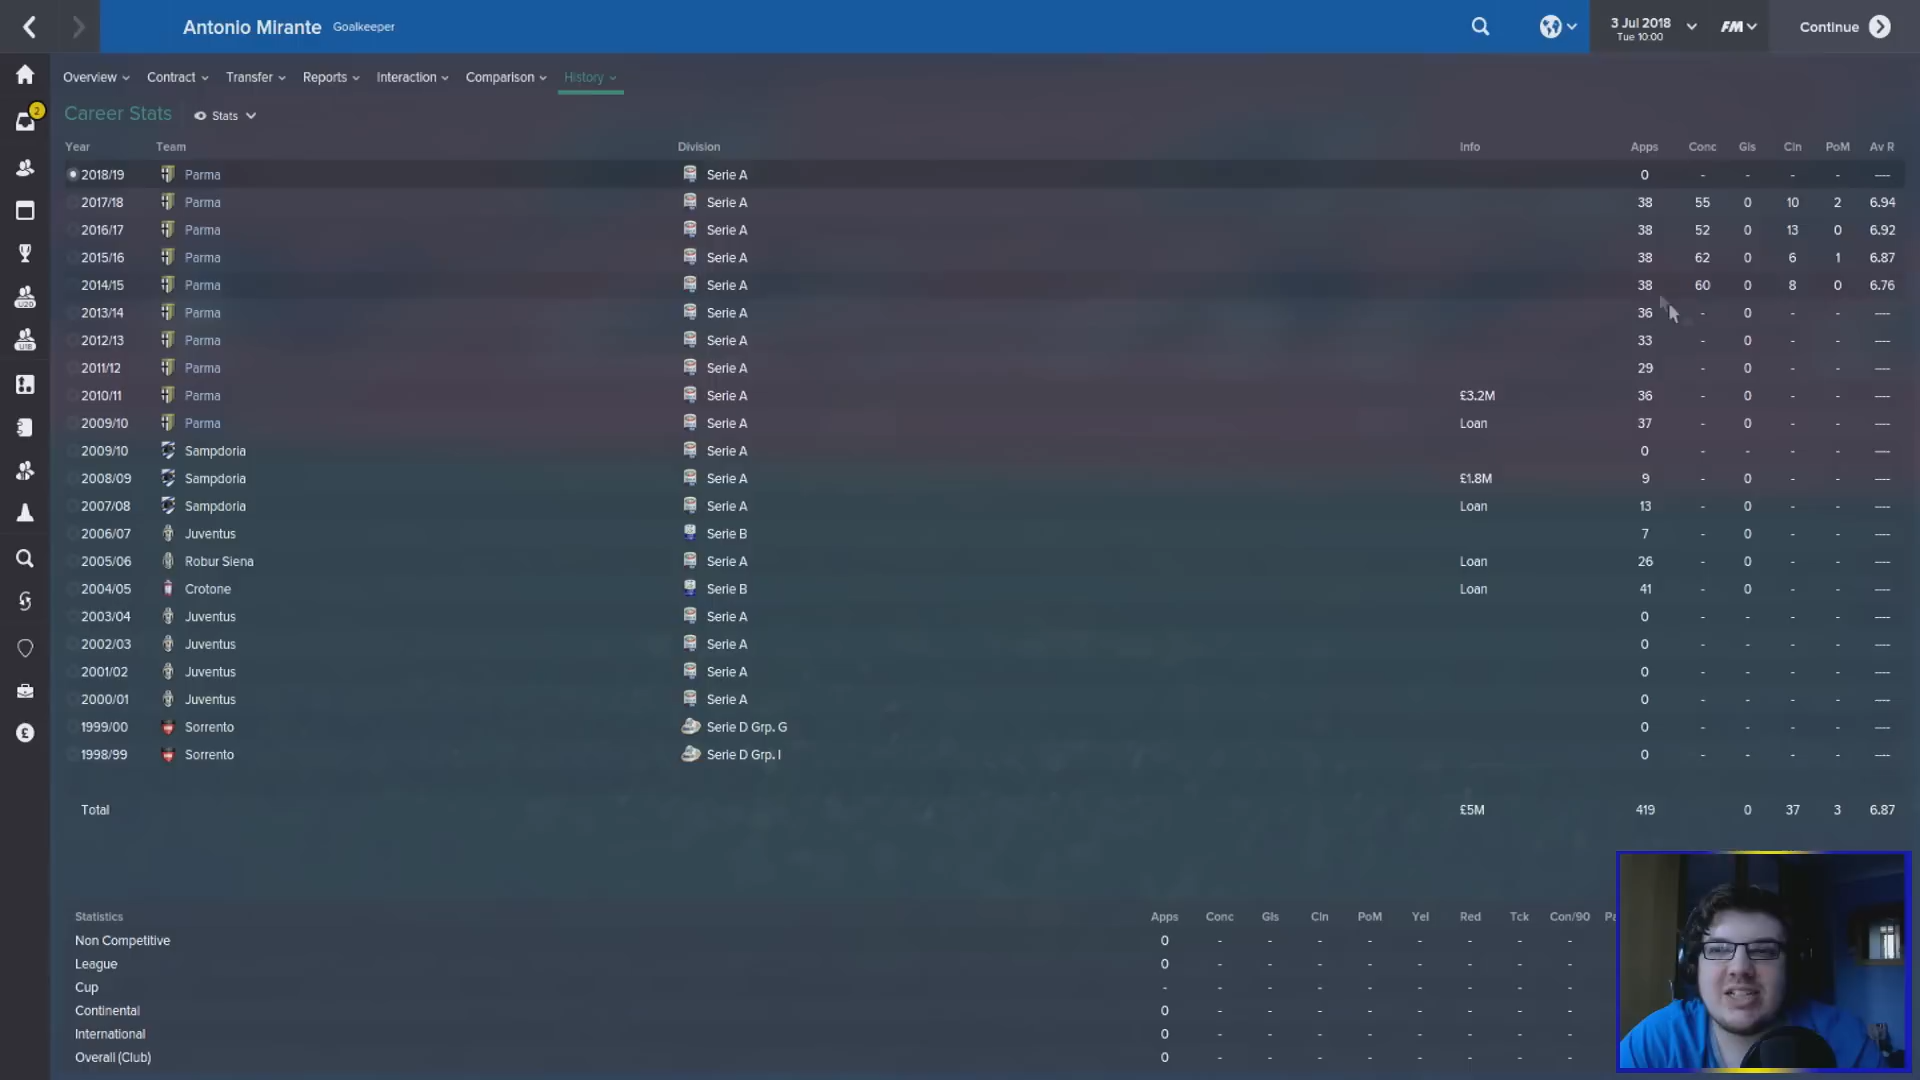 Antonio Mirante Goalkeeper
3 Jul 2018
Tue 10:00
FM
Continue
Overview Contract Transfer Reports Interaction Comparison History
2
Career Stats Stats
Year Team Division Info Apps Conc Gls Cln PoM Av R
2018/19 Parma Serie A 0 - - - - ----
2017/18 Parma Serie A 38 55 0 10 2 6.94
2016/17 Parma Serie A 38 52 0 13 0 6.92
2015/16 Parma Serie A 38 62 0 6 1 6.87
2014/15 Parma Serie A 38 60 0 8 0 6.76
2013/14 Parma Serie A 36 - 0 - - ----
2012/13 Parma Serie A 33 - 0 - - ----
2011/12 Parma Serie A 29 - 0 - - ----
2010/11 Parma Serie A £3.2M 36 - 0 - - ----
2009/10 Parma Serie A Loan 37 - 0 - - ----
2009/10 Sampdoria Serie A 0 - - - - ----
2008/09 Sampdoria Serie A £1.8M 9 - 0 - - ----
2007/08 Sampdoria Serie A Loan 13 - 0 - - ----
2006/07 Juventus Serie B 7 - 0 - - ----
2005/06 Robur Siena Serie A Loan 26 - 0 - - ----
2004/05 Crotone Serie B Loan 41 - 0 - - ----
2003/04 Juventus Serie A 0 - - - - ----
2002/03 Juventus Serie A 0 - - - - ----
2001/02 Juventus Serie A 0 - - - - ----
2000/01 Juventus Serie A 0 - - - - ----
1999/00 Sorrento Serie D Grp. G 0 - - - - ----
1998/99 Sorrento Serie D Grp. I 0 - - - - ----
Total £5M 419 0 37 3 6.87
Statistics Apps Conc Gls Cln PoM Yel Red Tck Con/90 Pa
Non Competitive 0 - - - - - - - -
League 0 - - - - - - - -
Cup - - - - - - - - -
Continental 0 - - - - - - - -
International 0 - - - - - - - -
Overall (Club) 0 - - - - - - - -
U20
U18